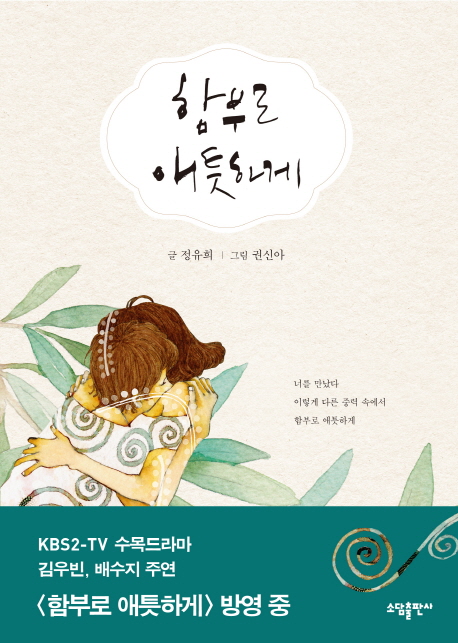 함부로
애틋하게
글 정유희 | 그림 권신아
너를 만났다
이렇게 다른 중력 속에서
함부로 애틋하게
KBS2-TV 수목드라마
김우빈, 배수지 주연
〈함부로 애틋하게〉 방영 중
소담출판사